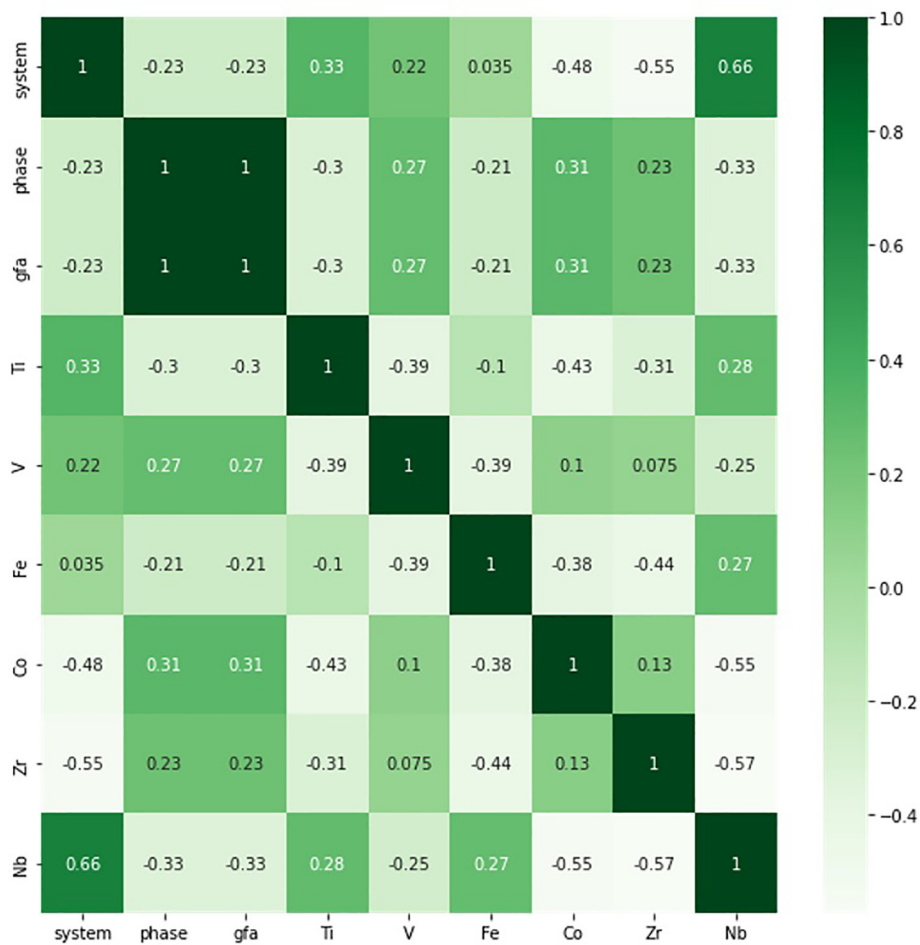 system 1 -0.23 -0.23 0.33 0.22 0.035 -0.48 -0.55 0.66
phase -0.23 1 1 -0.3 0.27 -0.21 0.31 0.23 -0.33
gfa -0.23 1 1 -0.3 0.27 -0.21 0.31 0.23 -0.33
Ti 0.33 -0.3 -0.3 1 -0.39 -0.1 -0.43 -0.31 0.28
V 0.22 0.27 0.27 -0.39 1 -0.39 0.1 0.075 -0.25
Fe 0.035 -0.21 -0.21 -0.1 -0.39 1 -0.38 -0.44 0.27
Co -0.48 0.31 0.31 -0.43 0.1 -0.38 1 0.13 -0.55
Zr -0.55 0.23 0.23 -0.31 0.075 -0.44 0.13 1 -0.57
Nb 0.66 -0.33 -0.33 0.28 -0.25 0.27 -0.55 -0.57 1
system phase gfa Ti V Fe Co Zr Nb
1.0
0.8
0.6
0.4
0.2
0.0
−0.2
−0.4